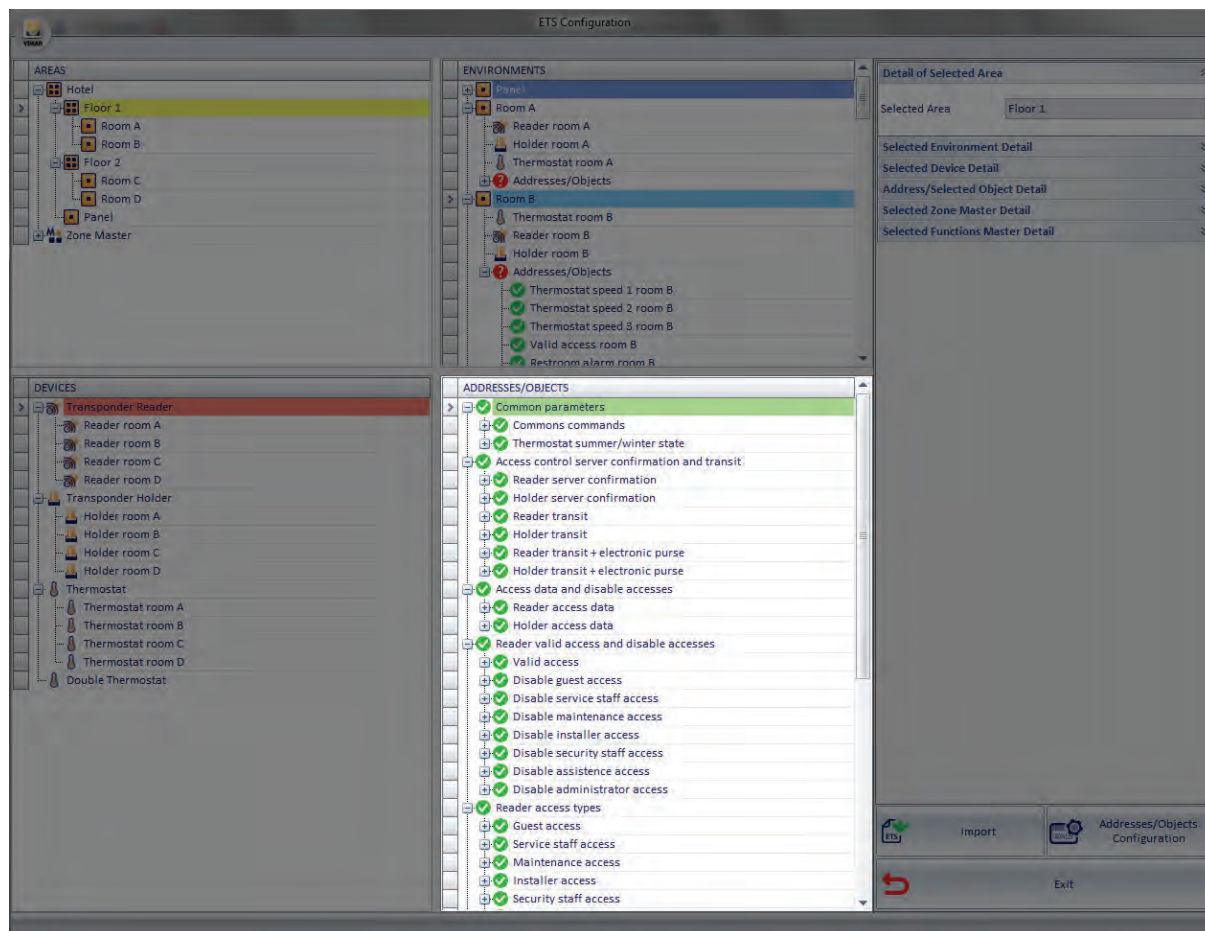 ETS Configuration
VIMAR
AREAS
Hotel
Floor 1
Room A
Room B
Floor 2
Room C
Room D
Panel
Zone Master
ENVIRONMENTS
Panel
Room A
Reader room A
Holder room A
Thermostat room A
Addresses/Objects
Room B
Thermostat room B
Reader room B
Holder room B
Addresses/Objects
Thermostat speed 1 room B
Thermostat speed 2 room B
Thermostat speed 3 room B
Valid access room B
Restroom alarm room B
Detail of Selected Area
Selected Area Floor 1
Selected Environment Detail
Selected Device Detail
Address/Selected Object Detail
Selected Zone Master Detail
Selected Functions Master Detail
DEVICES
Transponder Reader
Reader room A
Reader room B
Reader room C
Reader room D
Transponder Holder
Holder room A
Holder room B
Holder room C
Holder room D
Thermostat
Thermostat room A
Thermostat room B
Thermostat room C
Thermostat room D
Double Thermostat
ADDRESSES/OBJECTS
Common parameters
Commons commands
Thermostat summer/winter state
Access control server confirmation and transit
Reader server confirmation
Holder server confirmation
Reader transit
Holder transit
Reader transit + electronic purse
Holder transit + electronic purse
Access data and disable accesses
Reader access data
Holder access data
Reader valid access and disable accesses
Valid access
Disable guest access
Disable service staff access
Disable maintenance access
Disable installer access
Disable security staff access
Disable assistence access
Disable administrator access
Reader access types
Guest access
Service staff access
Maintenance access
Installer access
Security staff access
ETS
Import
Addresses/Objects
Configuration
Exit